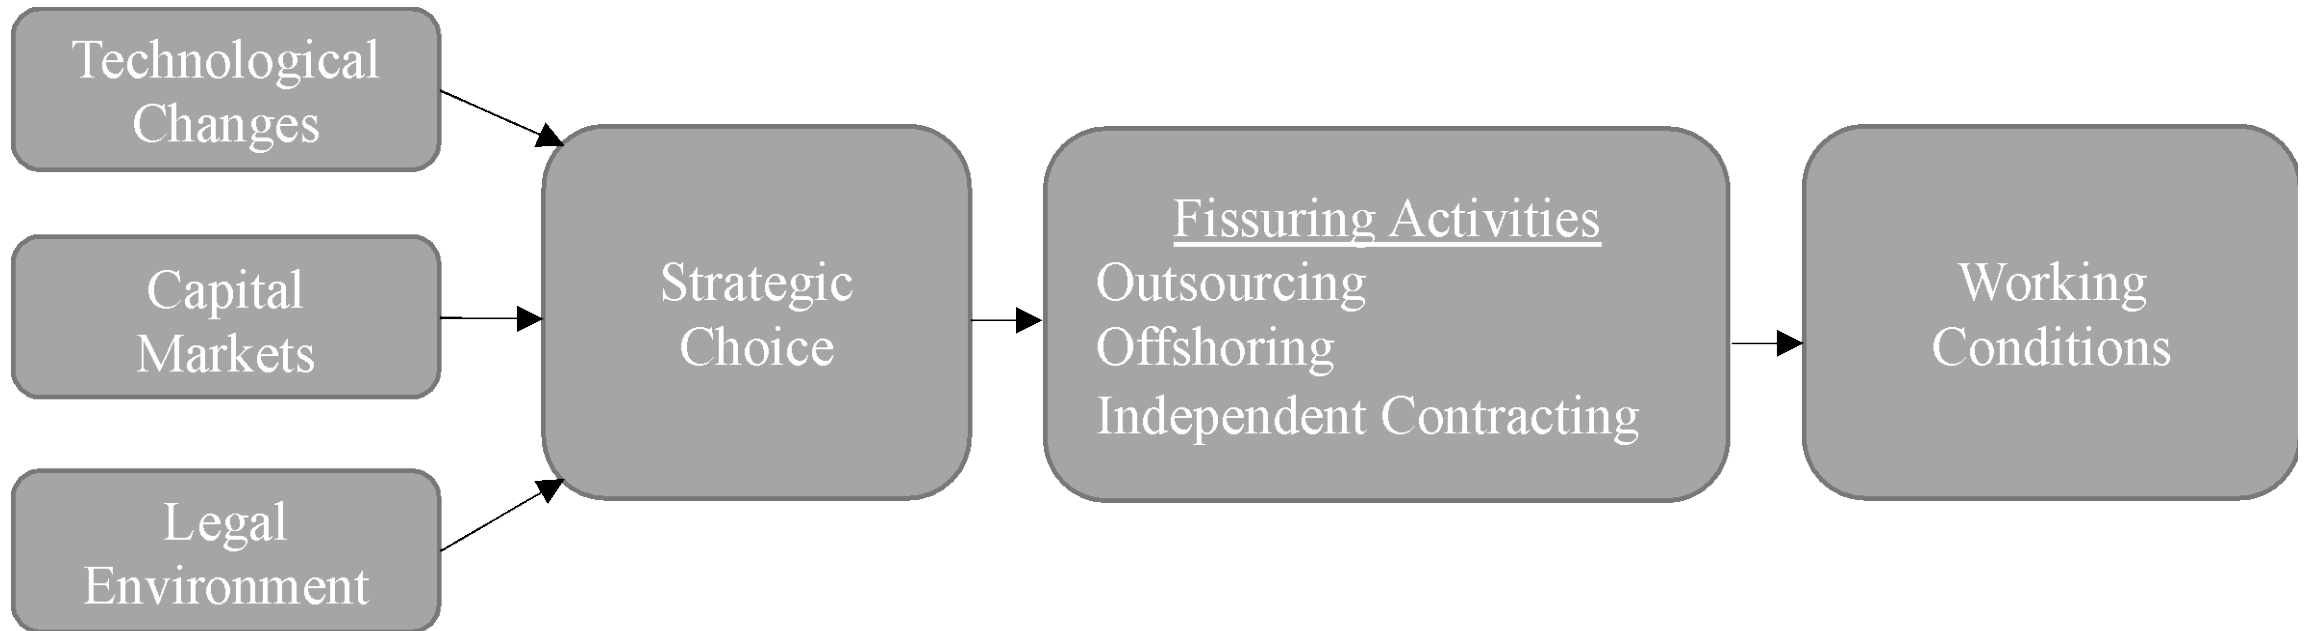 Technological
Changes
Capital
Markets
Legal
Environment
Strategic
Choice
Fissuring Activities
Outsourcing
Offshoring
Independent Contracting
Working
Conditions